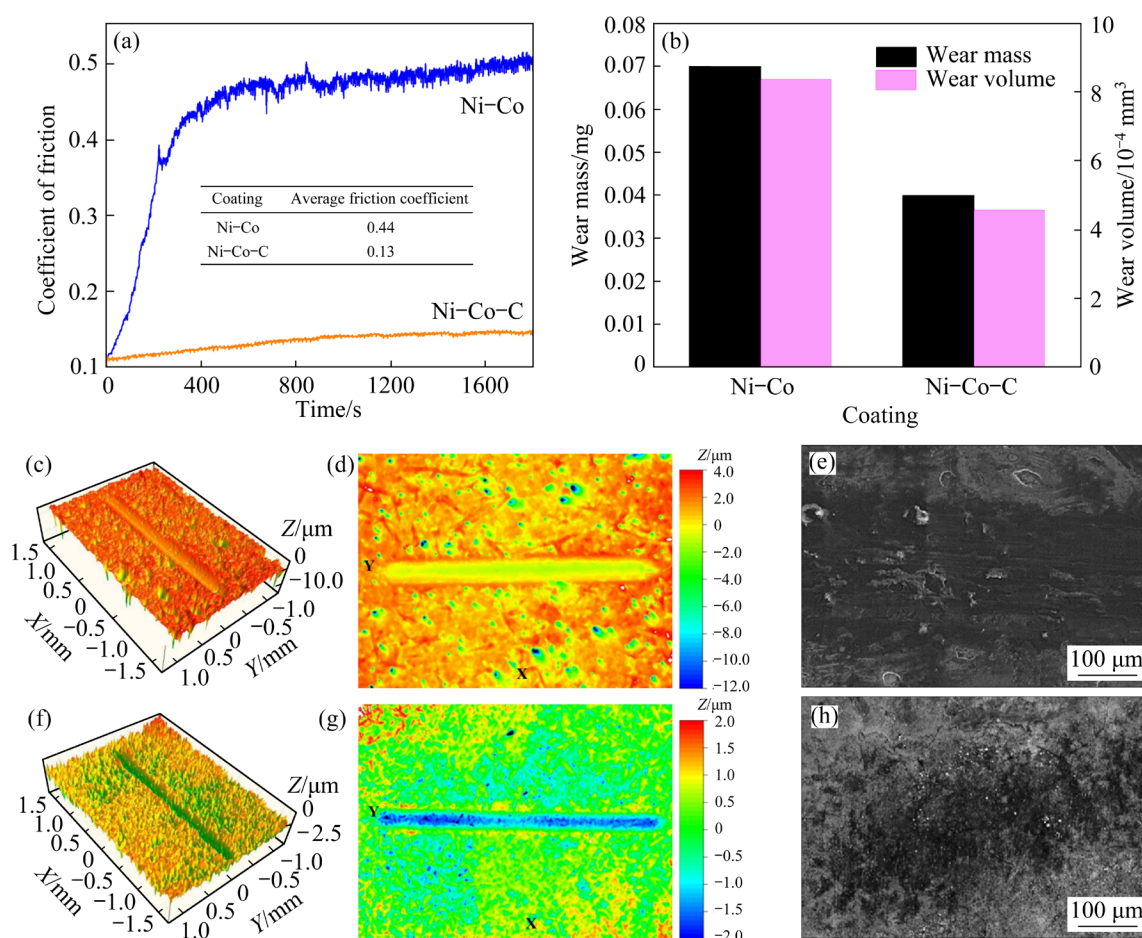 (a)
0.5
0.4
0.3
0.2
0.1
Coefficient of friction
Ni−Co
Coating Average friction coefficient
Ni−Co 0.44
Ni−Co−C 0.13
Ni−Co−C
0 400 800 1200 1600
Time/s
(b)
Wear mass
Wear volume
0.08
0.07
0.06
0.05
0.04
0.03
0.02
0.01
0
Wear mass/mg
10
8
6
4
2
0
Wear volume/10⁻⁴ mm³
Ni−Co Ni−Co−C
Coating
(c)
Z/μm
0
−10.0
1.5
1.0
0.5
0
−0.5
−1.0
−1.5
X/mm
−1.0
0
0.5
1.0
Y/mm
(d)
Y
X
Z/μm
4.0
2.0
0
−2.0
−4.0
−6.0
−8.0
−10.0
−12.0
(e)
100 μm
(f)
Z/μm
0
−2.5
1.5
1.0
0.5
0
−0.5
−1.0
−1.5
X/mm
−1.0
0
0.5
1.0
Y/mm
(g)
Y
X
Z/μm
2.0
1.5
1.0
0.5
0
−0.5
−1.0
−1.5
−2.0
(h)
100 μm